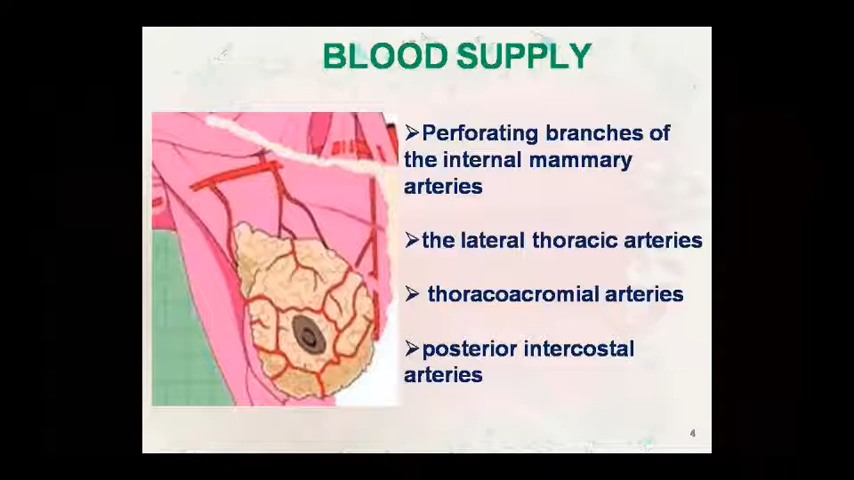 BLOOD SUPPLY
➢Perforating branches of
the internal mammary
arteries
➢the lateral thoracic arteries
➢ thoracoacromial arteries
➢posterior intercostal
arteries
4